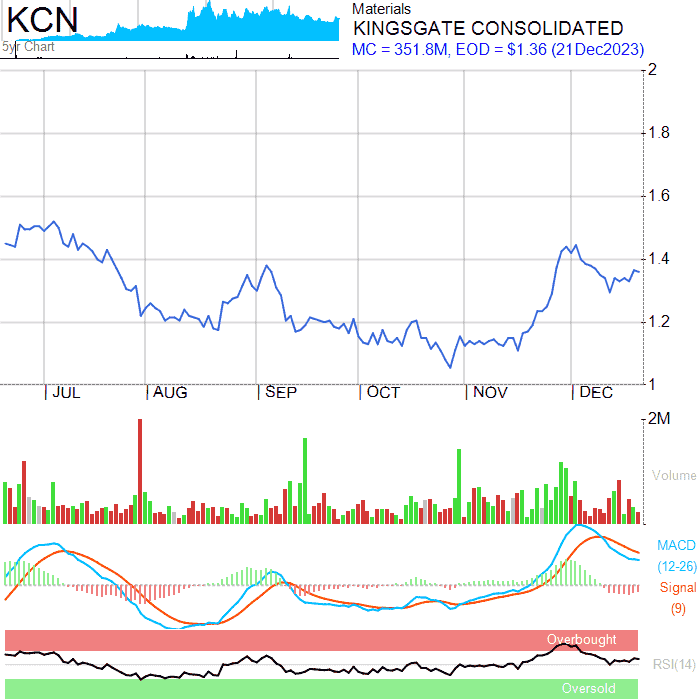 KCN
5yr Chart
Materials
KINGSGATE CONSOLIDATED
MC = 351.8M, EOD = $1.36 (21Dec2023)
2
1.8
1.6
1.4
1.2
1
JUL AUG SEP OCT NOV DEC
2M
Volume
MACD
(12-26)
Signal
(9)
Overbought
RSI(14)
Oversold